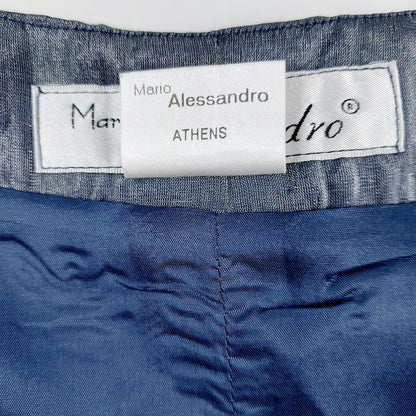 Mario
Alessandro
ATHENS
Mar dro®